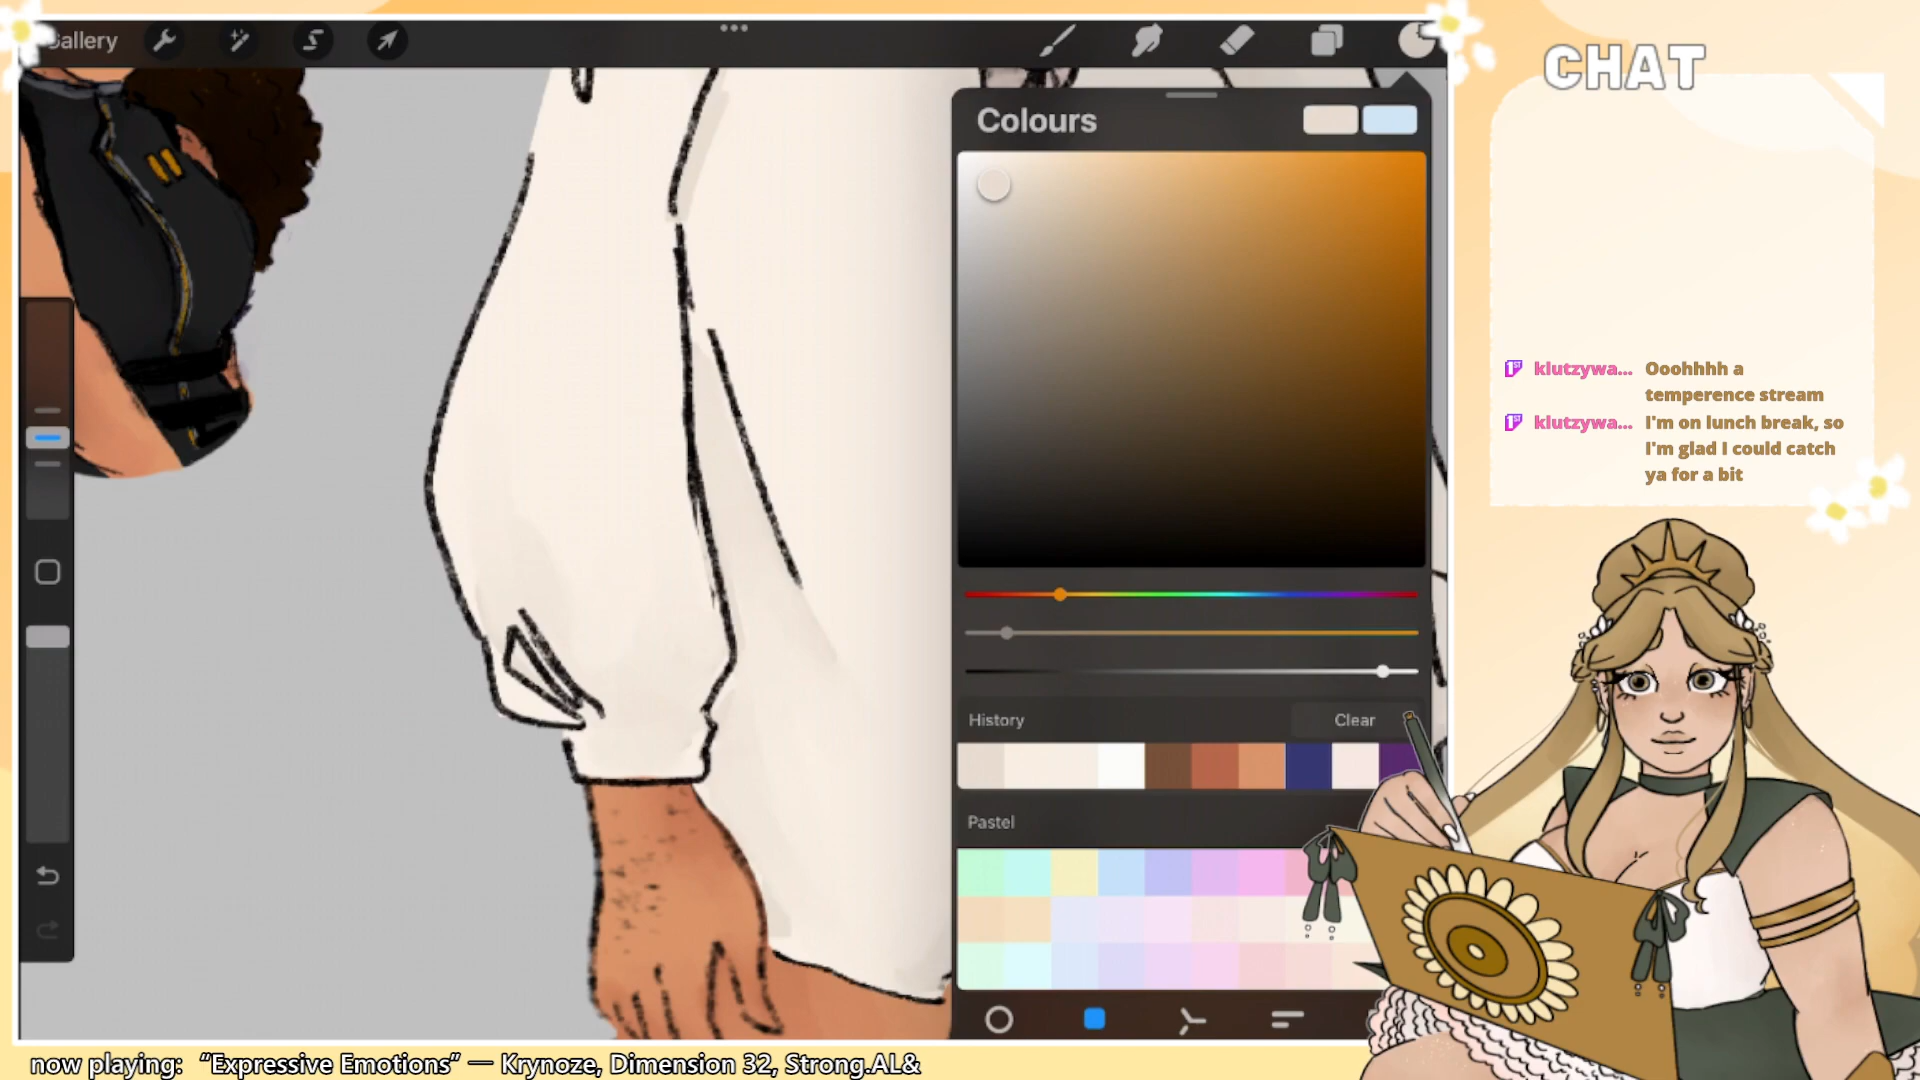 Gallery
CHAT
Colours
klutzywa... Ooohhhh a
temperence stream
klutzywa... I'm on lunch break, so
I'm glad I could catch
ya for a bit
History
Clear
Pastel
now playing: “Expressive Emotions” — Krynoze, Dimension 32, Strong.AL&